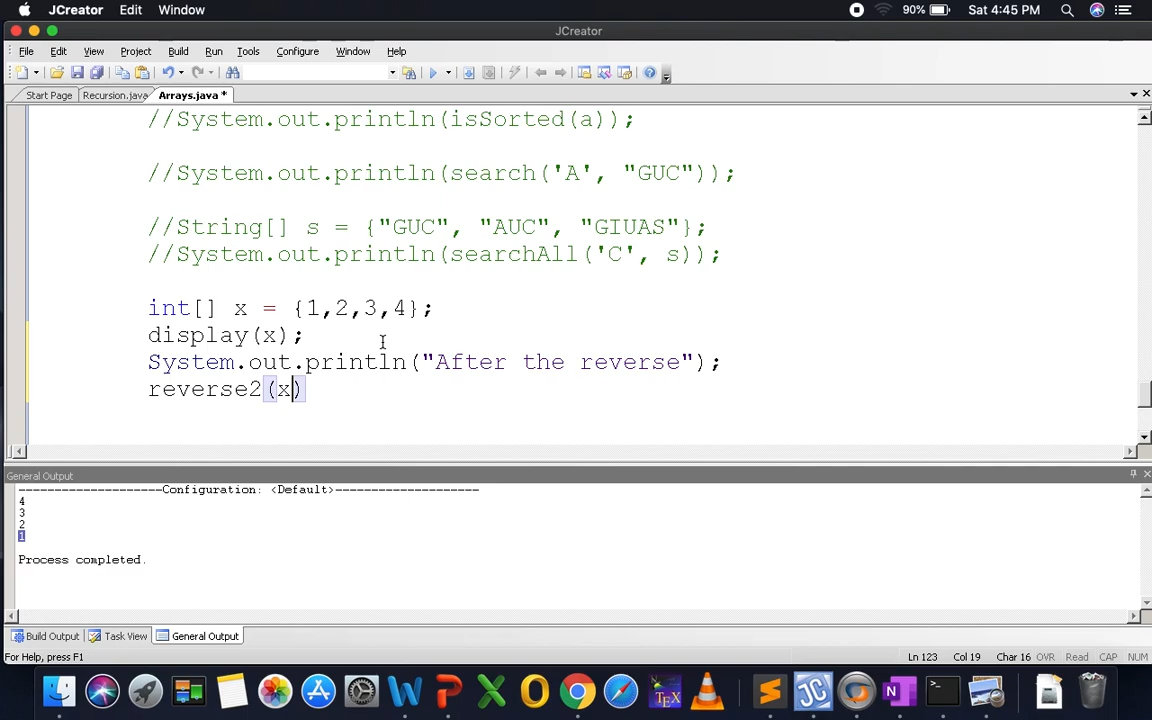 JCreator Edit Window 90% Sat 4:45 PM
JCreator
File Edit View Project Build Run Tools Configure Window Help
Start Page Recursion.java Arrays.java *
//System.out.println(isSorted(a));
//System.out.println(search('A', "GUC"));
//String[] s = {"GUC", "AUC", "GIUAS"};
//System.out.println(searchAll('C', s));
int[] x = {1,2,3,4};
display(x);
System.out.println("After the reverse");
reverse2(x)
General Output
--------------------Configuration: <Default>--------------------
4
3
2
1
Process completed.
Build Output Task View General Output
For Help, press F1 Ln 123 Col 19 Char 16 OVR Read CAP NUM
TEX JC